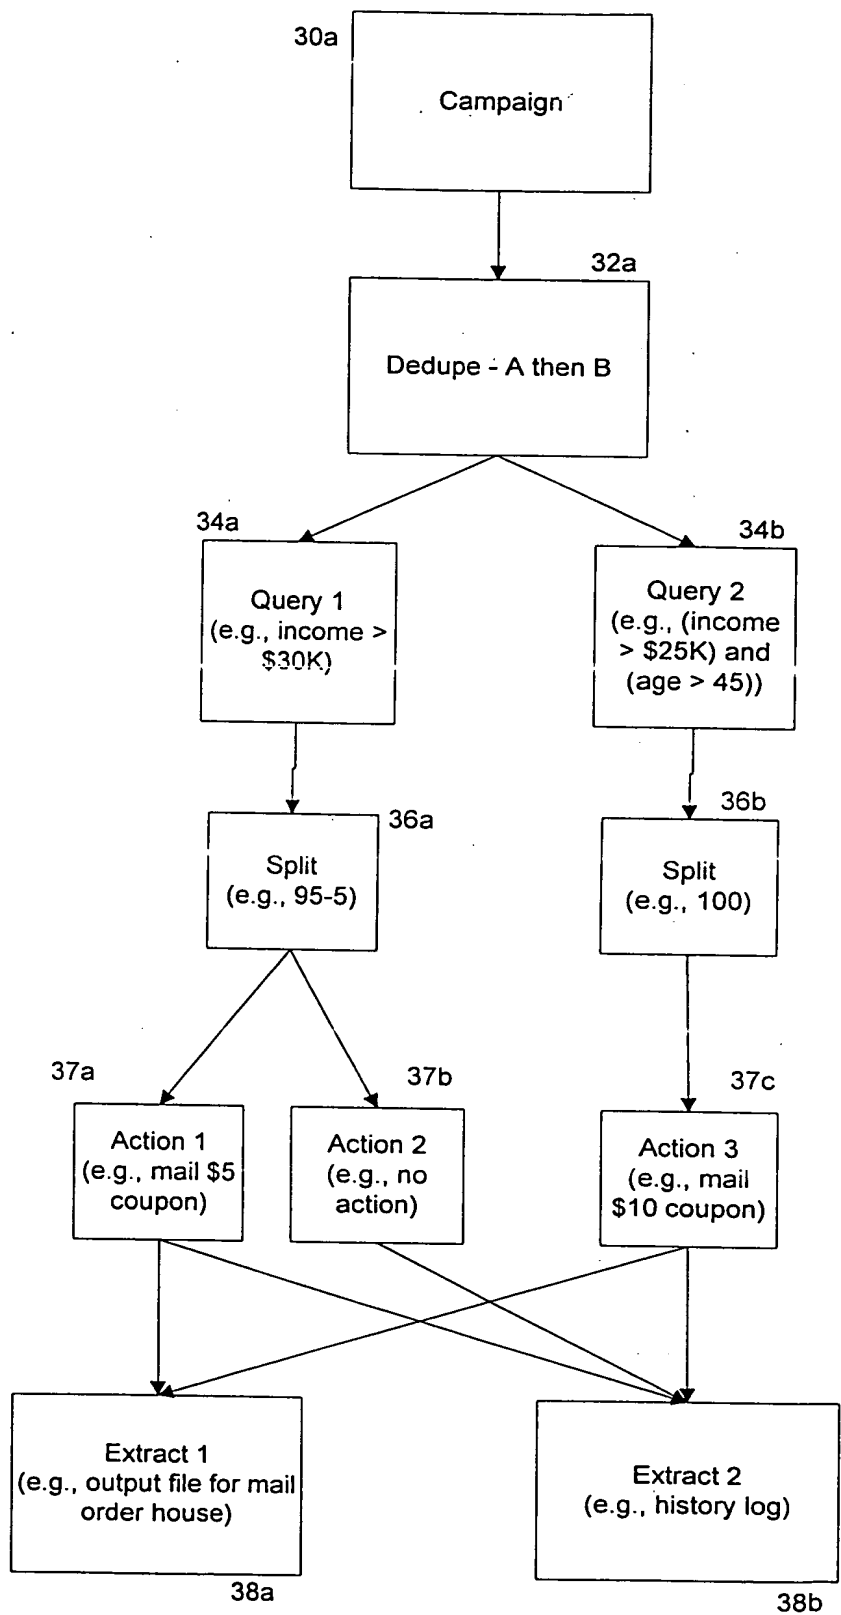 30a
Campaign
32a
Dedupe - A then B
34a
Query 1
(e.g., income >
$30K)
34b
Query 2
(e.g., (income
> $25K) and
(age > 45))
36a
Split
(e.g., 95-5)
36b
Split
(e.g., 100)
37a
Action 1
(e.g., mail $5
coupon)
37b
Action 2
(e.g., no
action)
37c
Action 3
(e.g., mail
$10 coupon)
Extract 1
(e.g., output file for mail
order house)
38a
Extract 2
(e.g., history log)
38b